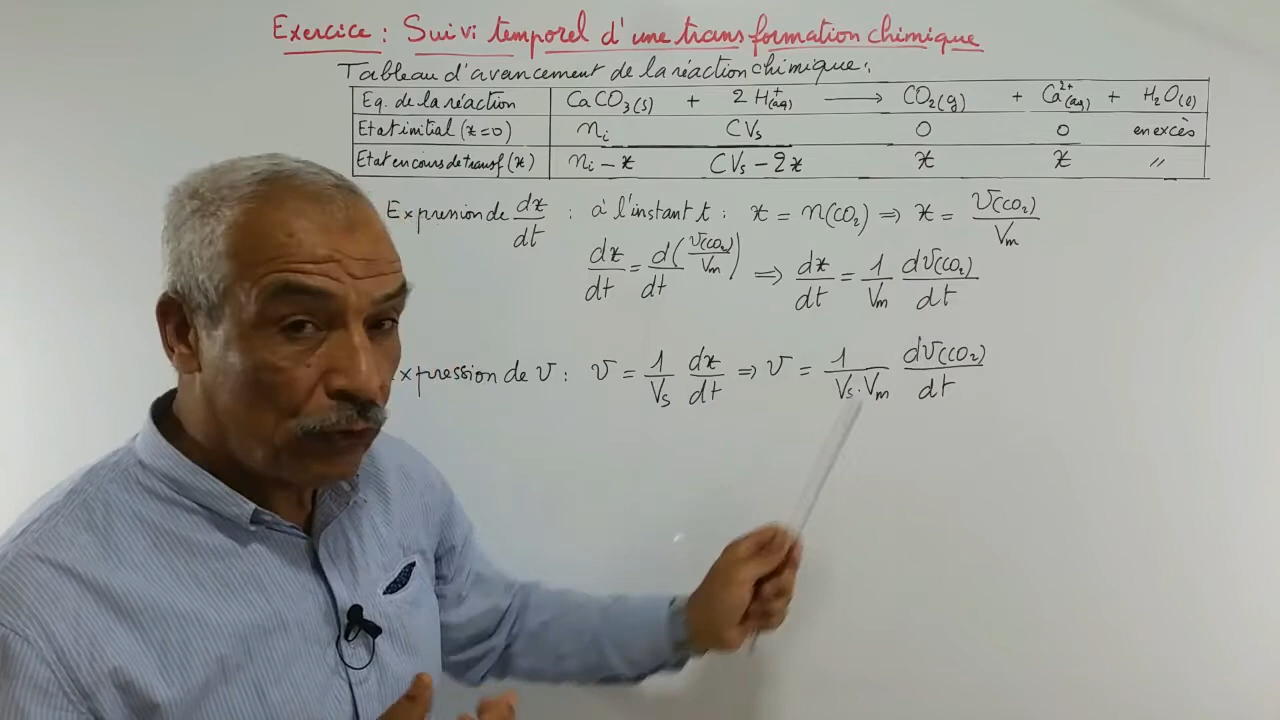 Exercice : Suivi temporel d'une transformation chimique
Tableau d'avancement de la réaction chimique :
Eq. de la réaction CaCO₃(s) + 2 H⁺(aq) ⟶ CO₂(g) + Ca²⁺(aq) + H₂O(l)
Etat initial (x=0) nᵢ CVₛ 0 0 en excès
Etat en cours de transf (x) nᵢ - x CVₛ - 2x x x //
Expression de dx/dt : à l'instant t : x = n(CO₂) ⇒ x = V(CO₂)/Vₘ
dx/dt = d/dt (V(CO₂)/Vₘ) ⇒ dx/dt = 1/Vₘ dV(CO₂)/dt
xpression de v : v = 1/Vₛ dx/dt ⇒ v = 1/(Vₛ.Vₘ) dV(CO₂)/dt